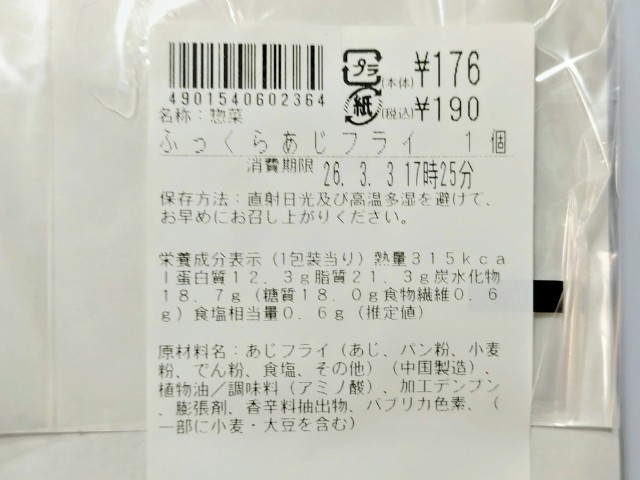 プラ
(本体) ¥176
4901540602364
紙
(税込) ¥190
名称：惣菜
ふっくらあじフライ 1個
消費期限 26. 3. 3 17時25分
保存方法：直射日光及び高温多湿を避けて、
お早めにお召し上がりください。
栄養成分表示（1包装当り）熱量315kca
l蛋白質12．3g脂質21．3g炭水化物
18．7g（糖質18．0g食物繊維0．6
g）食塩相当量0．6g（推定値）
原材料名：あじフライ（あじ、パン粉、小麦
粉、でん粉、食塩、その他）（中国製造）、
植物油／調味料（アミノ酸）、加工デンプン
、膨張剤、香辛料抽出物、パプリカ色素、（
一部に小麦・大豆を含む）